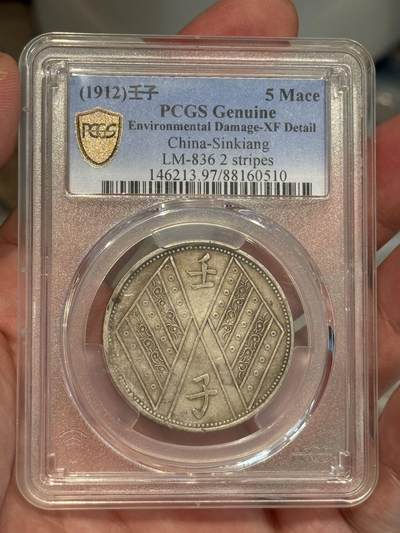 (1912)壬子 5 Mace
PCGS Genuine
Environmental Damage-XF Detail
China-Sinkiang
LM-836 2 stripes
146213.97/88160510
PCGS
壬
子